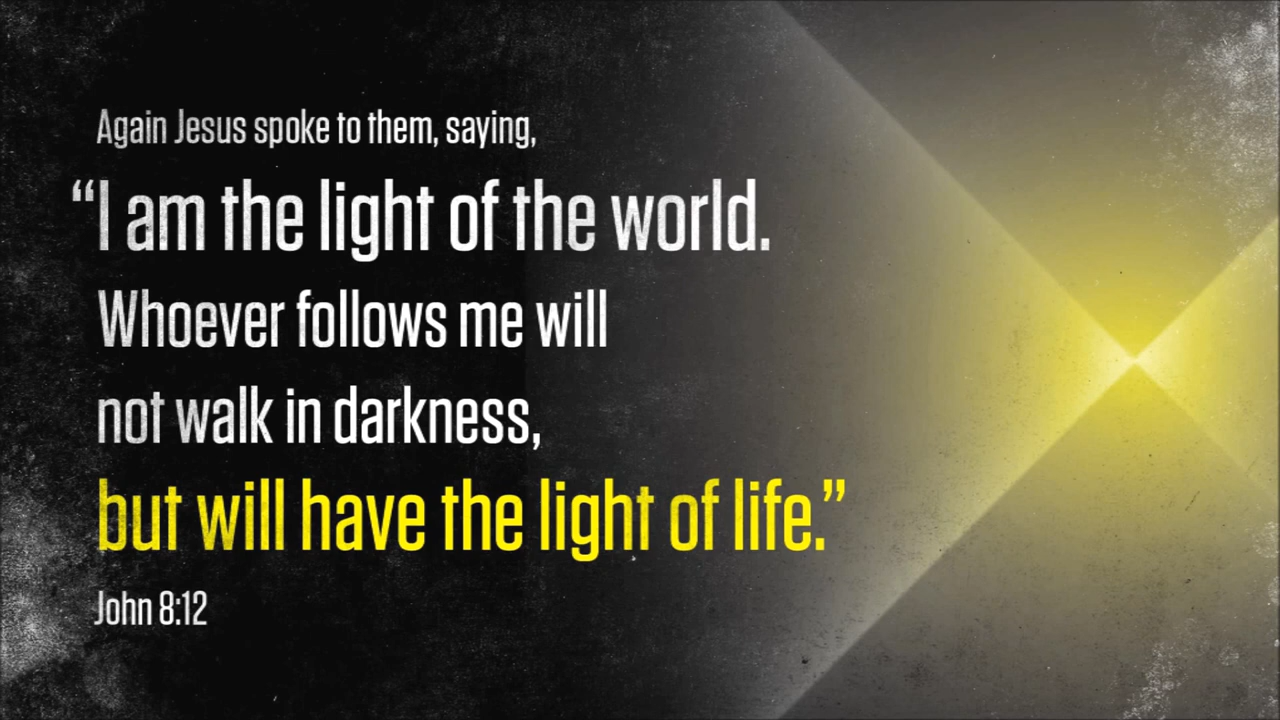 Again Jesus spoke to them, saying,
“I am the light of the world.
Whoever follows me will
not walk in darkness,
but will have the light of life.”
John 8:12